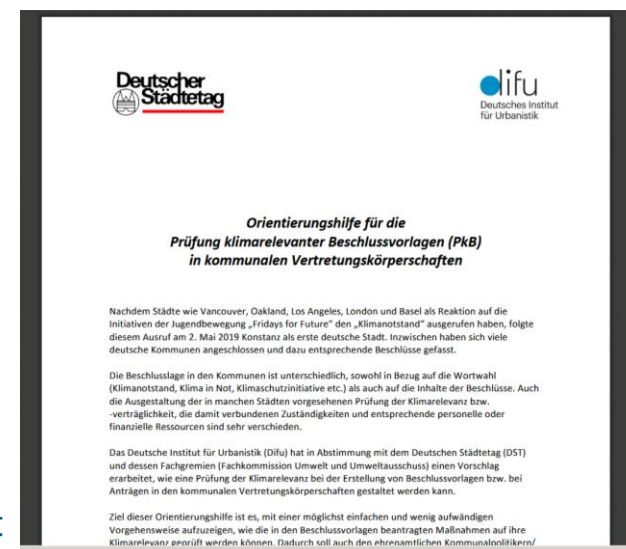 Deutscher
Städtetag
difu
Deutsches Institut
für Urbanistik
Orientierungshilfe für die
Prüfung klimarelevanter Beschlussvorlagen (PkB)
in kommunalen Vertretungskörperschaften
Nachdem Städte wie Vancouver, Oakland, Los Angeles, London und Basel als Reaktion auf die
Initiativen der Jugendbewegung „Fridays for Future“ den „Klimanotstand“ ausgerufen haben, folgte
diesem Ausruf am 2. Mai 2019 Konstanz als erste deutsche Stadt. Inzwischen haben sich viele
deutsche Kommunen angeschlossen und dazu entsprechende Beschlüsse gefasst.
Die Beschlusslage in den Kommunen ist unterschiedlich, sowohl in Bezug auf die Wortwahl
(Klimanotstand, Klima in Not, Klimaschutzinitiative etc.) als auch auf die Inhalte der Beschlüsse. Auch
die Ausgestaltung der in manchen Städten vorgesehenen Prüfung der Klimarelevanz bzw.
-verträglichkeit, die damit verbundenen Zuständigkeiten und entsprechende personelle oder
finanzielle Ressourcen sind sehr verschieden.
Das Deutsche Institut für Urbanistik (Difu) hat in Abstimmung mit dem Deutschen Städtetag (DST)
und dessen Fachgremien (Fachkommission Umwelt und Umweltausschuss) einen Vorschlag
erarbeitet, wie eine Prüfung der Klimarelevanz bei der Erstellung von Beschlussvorlagen bzw. bei
Anträgen in den kommunalen Vertretungskörperschaften gestaltet werden kann.
Ziel dieser Orientierungshilfe ist es, mit einer möglichst einfachen und wenig aufwändigen
Vorgehensweise aufzuzeigen, wie die in den Beschlussvorlagen beantragten Maßnahmen auf ihre
Klimarelevanz geprüft werden können. Dadurch soll auch den ehrenamtlichen Kommunalpolitikern/